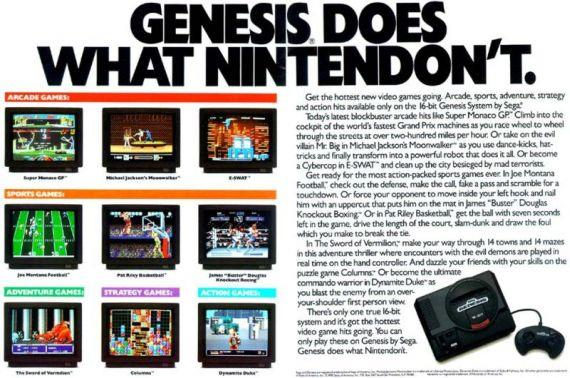 GENESIS DOES
WHAT NINTENDON'T.
ARCADE GAMES:
Super Monaco GP™
Michael Jackson's Moonwalker™
E-SWAT™
SPORTS GAMES:
Joe Montana Football™
Pat Riley Basketball™
James "Buster" Douglas
Knockout Boxing™
ADVENTURE GAMES:
STRATEGY GAMES:
ACTION GAMES:
The Sword of Vermilion™
Columns™
Dynamite Duke™
Get the hottest new video games going. Arcade, sports, adventure, strategy
and action hits available only on the 16-bit Genesis System by Sega.®
Today's latest blockbuster arcade hits like Super Monaco GP.™ Climb into the
cockpit of the world's fastest Grand Prix machines as you race wheel to wheel
through the streets at over two-hundred miles per hour. Or take on the evil
villain Mr. Big in Michael Jackson's Moonwalker™ as you use dance-kicks, hat-
tricks and finally transform into a powerful robot that does it all. Or become
a Cybercop in E-SWAT™ and clean up the city besieged by mad terrorists.
Get ready for the most action-packed sports games ever. In Joe Montana
Football,™ check out the defense, make the call, fake a pass and scramble for a
touchdown. Or force your opponent to move inside your left hook and nail
him with an uppercut that puts him on the mat in James "Buster" Douglas
Knockout Boxing.™ Or in Pat Riley Basketball,™ get the ball with seven seconds
left in the game, drive the length of the court, slam-dunk and draw the foul
which you make to break the tie.
In The Sword of Vermilion,™ make your way through 14 towns and 14 mazes
in this adventure thriller where encounters with the evil demons are played in
real time on the hand controller. And dazzle your friends with your skills on the
puzzle game Columns.™ Or become the ultimate
commando warrior in Dynamite Duke™ as
you blast the enemy from an over-
your-shoulder first person view.
There's only one true 16-bit
system and it's got the hottest
video game hits going. You can
only play these on Genesis by Sega.
Genesis does what Nintendon't.